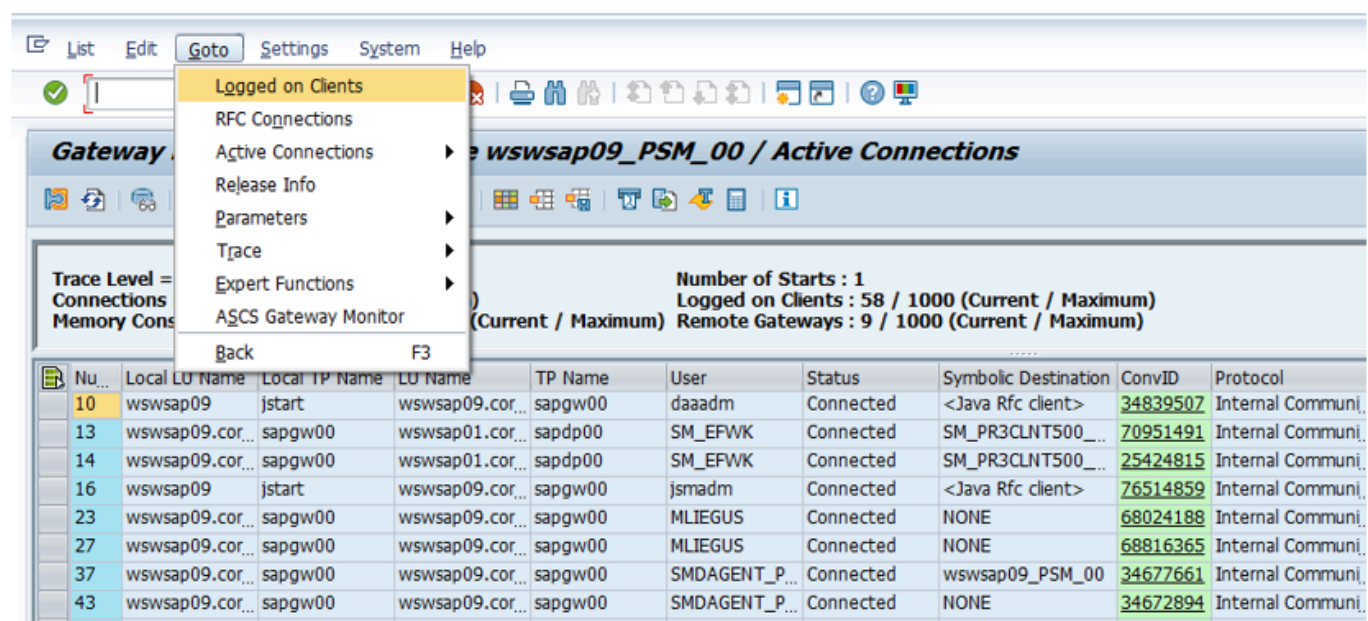 List Edit Goto Settings System Help
Logged on Clients
RFC Connections
Active Connections
Release Info
Parameters
Trace
Expert Functions
ASCS Gateway Monitor
Back F3
Gateway wswsap09_PSM_00 / Active Connections
Trace Level = Number of Starts : 1
Connections ) Logged on Clients : 58 / 1000 (Current / Maximum)
Memory Cons (Current / Maximum) Remote Gateways : 9 / 1000 (Current / Maximum)
Nu... Local LU Name Local TP Name LU Name TP Name User Status Symbolic Destination ConvID Protocol
10 wswsap09 jstart wswsap09.cor... sapgw00 daaadm Connected <Java Rfc client> 34839507 Internal Communi...
13 wswsap09.cor... sapgw00 wswsap01.cor... sapdp00 SM_EFWK Connected SM_PR3CLNT500_... 70951491 Internal Communi...
14 wswsap09.cor... sapgw00 wswsap01.cor... sapdp00 SM_EFWK Connected SM_PR3CLNT500_... 25424815 Internal Communi...
16 wswsap09 jstart wswsap09.cor... sapgw00 jsmadm Connected <Java Rfc client> 76514859 Internal Communi...
23 wswsap09.cor... sapgw00 wswsap09.cor... sapgw00 MLIEGUS Connected NONE 68024188 Internal Communi...
27 wswsap09.cor... sapgw00 wswsap09.cor... sapgw00 MLIEGUS Connected NONE 68816365 Internal Communi...
37 wswsap09.cor... sapgw00 wswsap09.cor... sapgw00 SMDAGENT_P... Connected wswsap09_PSM_00 34677661 Internal Communi...
43 wswsap09.cor... sapgw00 wswsap09.cor... sapgw00 SMDAGENT_P... Connected NONE 34672894 Internal Communi...